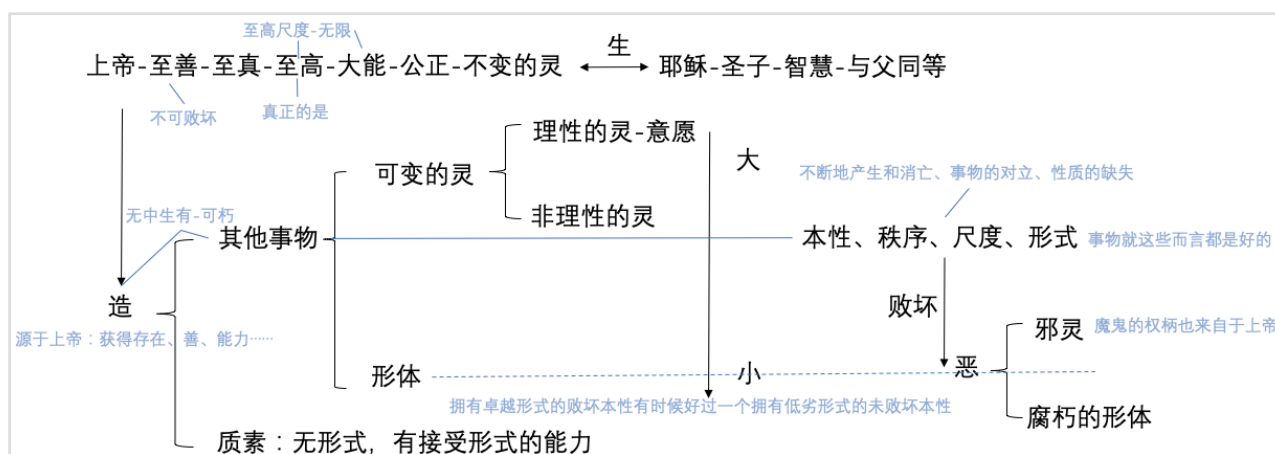 至高尺度-无限
上帝-至善-至真-至高-大能-公正-不变的灵
生
耶稣-圣子-智慧-与父同等
不可败坏
真正的是
理性的灵-意愿
大
可变的灵
不断地产生和消亡、事物的对立、性质的缺失
无中生有-可朽
非理性的灵
其他事物
本性、秩序、尺度、形式
事物就这些而言都是好的
造
败坏
源于上帝：获得存在、善、能力……
邪灵
魔鬼的权柄也来自于上帝
形体
小
恶
拥有卓越形式的败坏本性有时候好过一个拥有低劣形式的未败坏本性
腐朽的形体
质素：无形式，有接受形式的能力